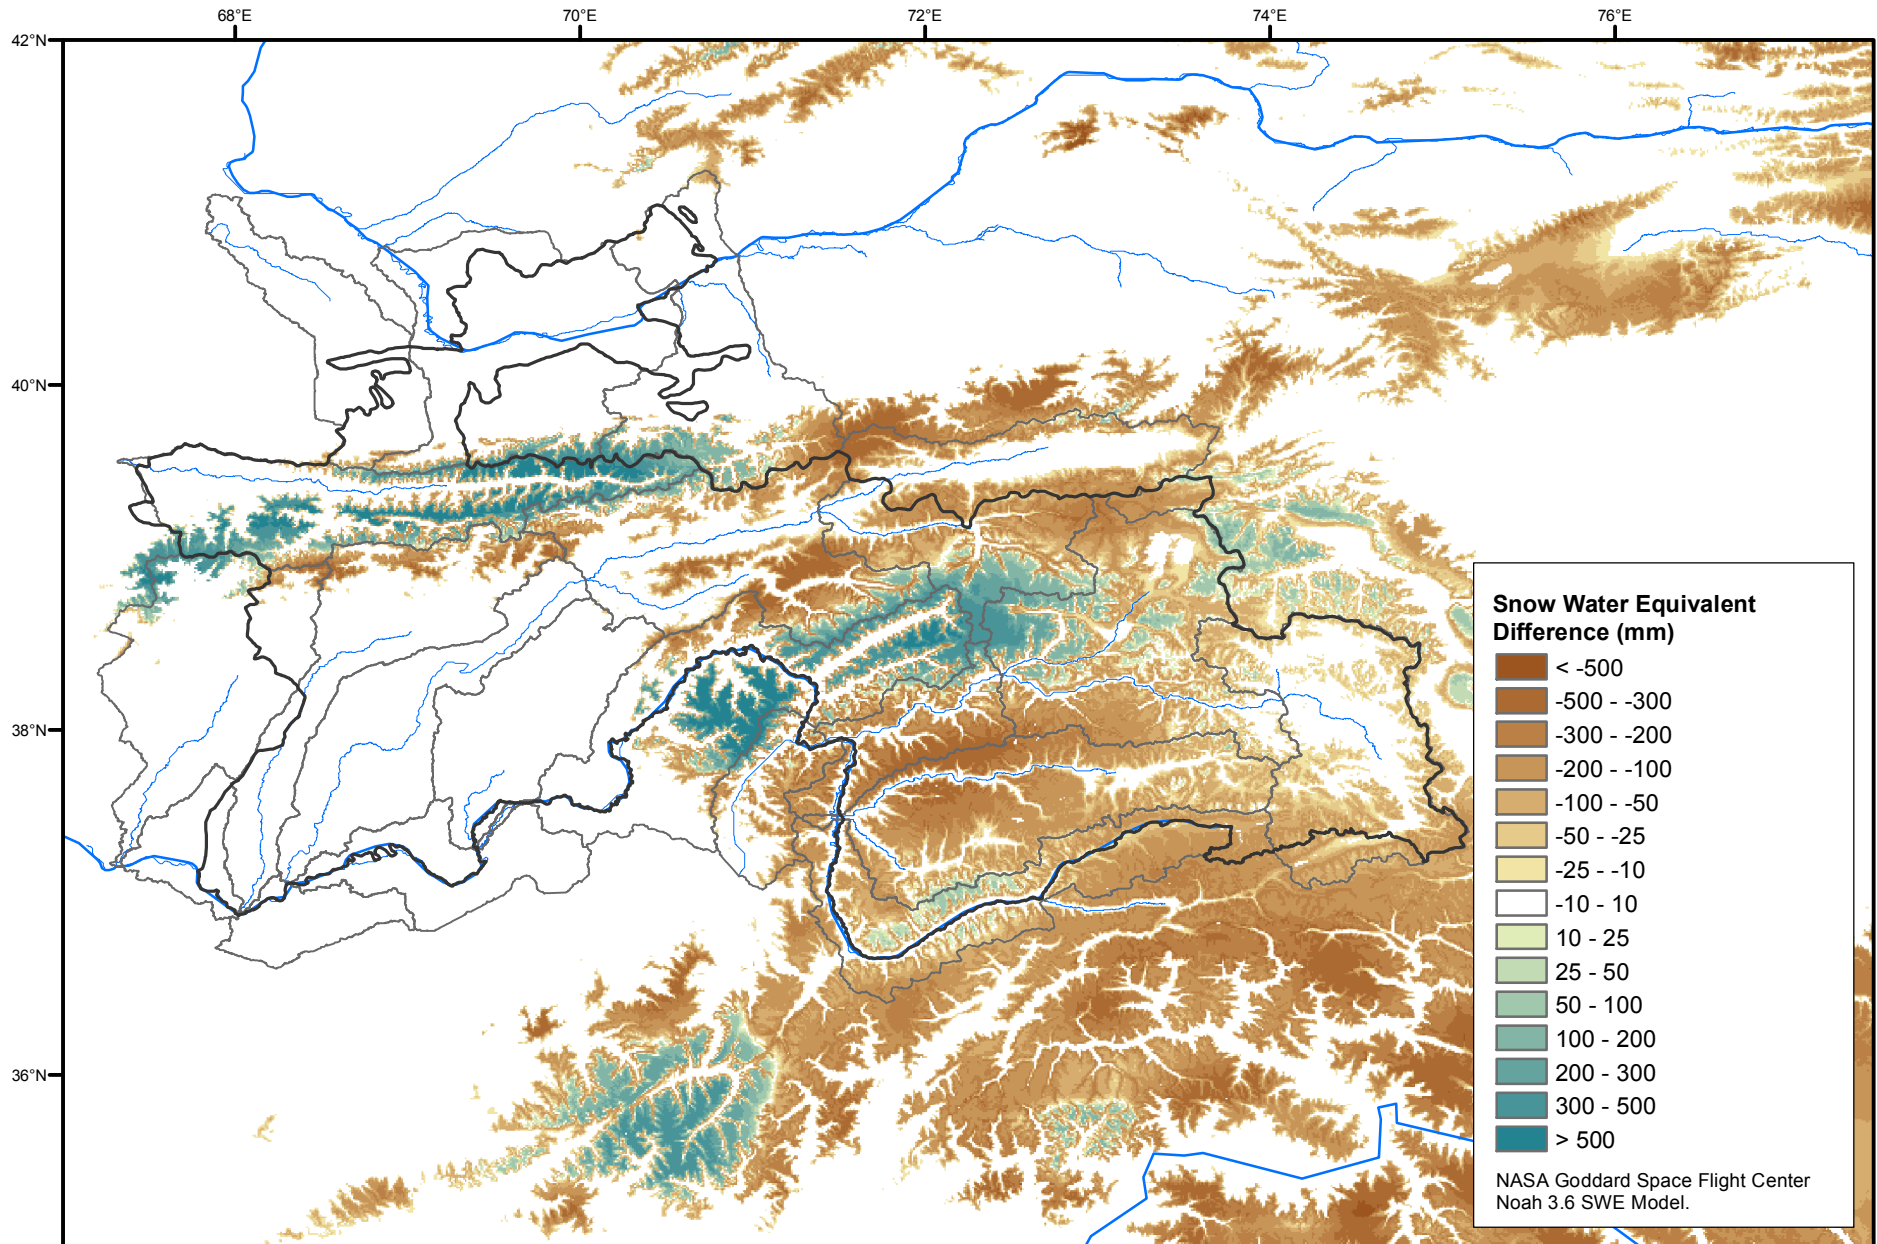 68°E
70°E
72°E
74°E
76°E
42°N
40°N
38°N
36°N
Snow Water Equivalent
Difference (mm)
< -500
-500 - -300
-300 - -200
-200 - -100
-100 - -50
-50 - -25
-25 - -10
-10 - 10
10 - 25
25 - 50
50 - 100
100 - 200
200 - 300
300 - 500
> 500
NASA Goddard Space Flight Center
Noah 3.6 SWE Model.